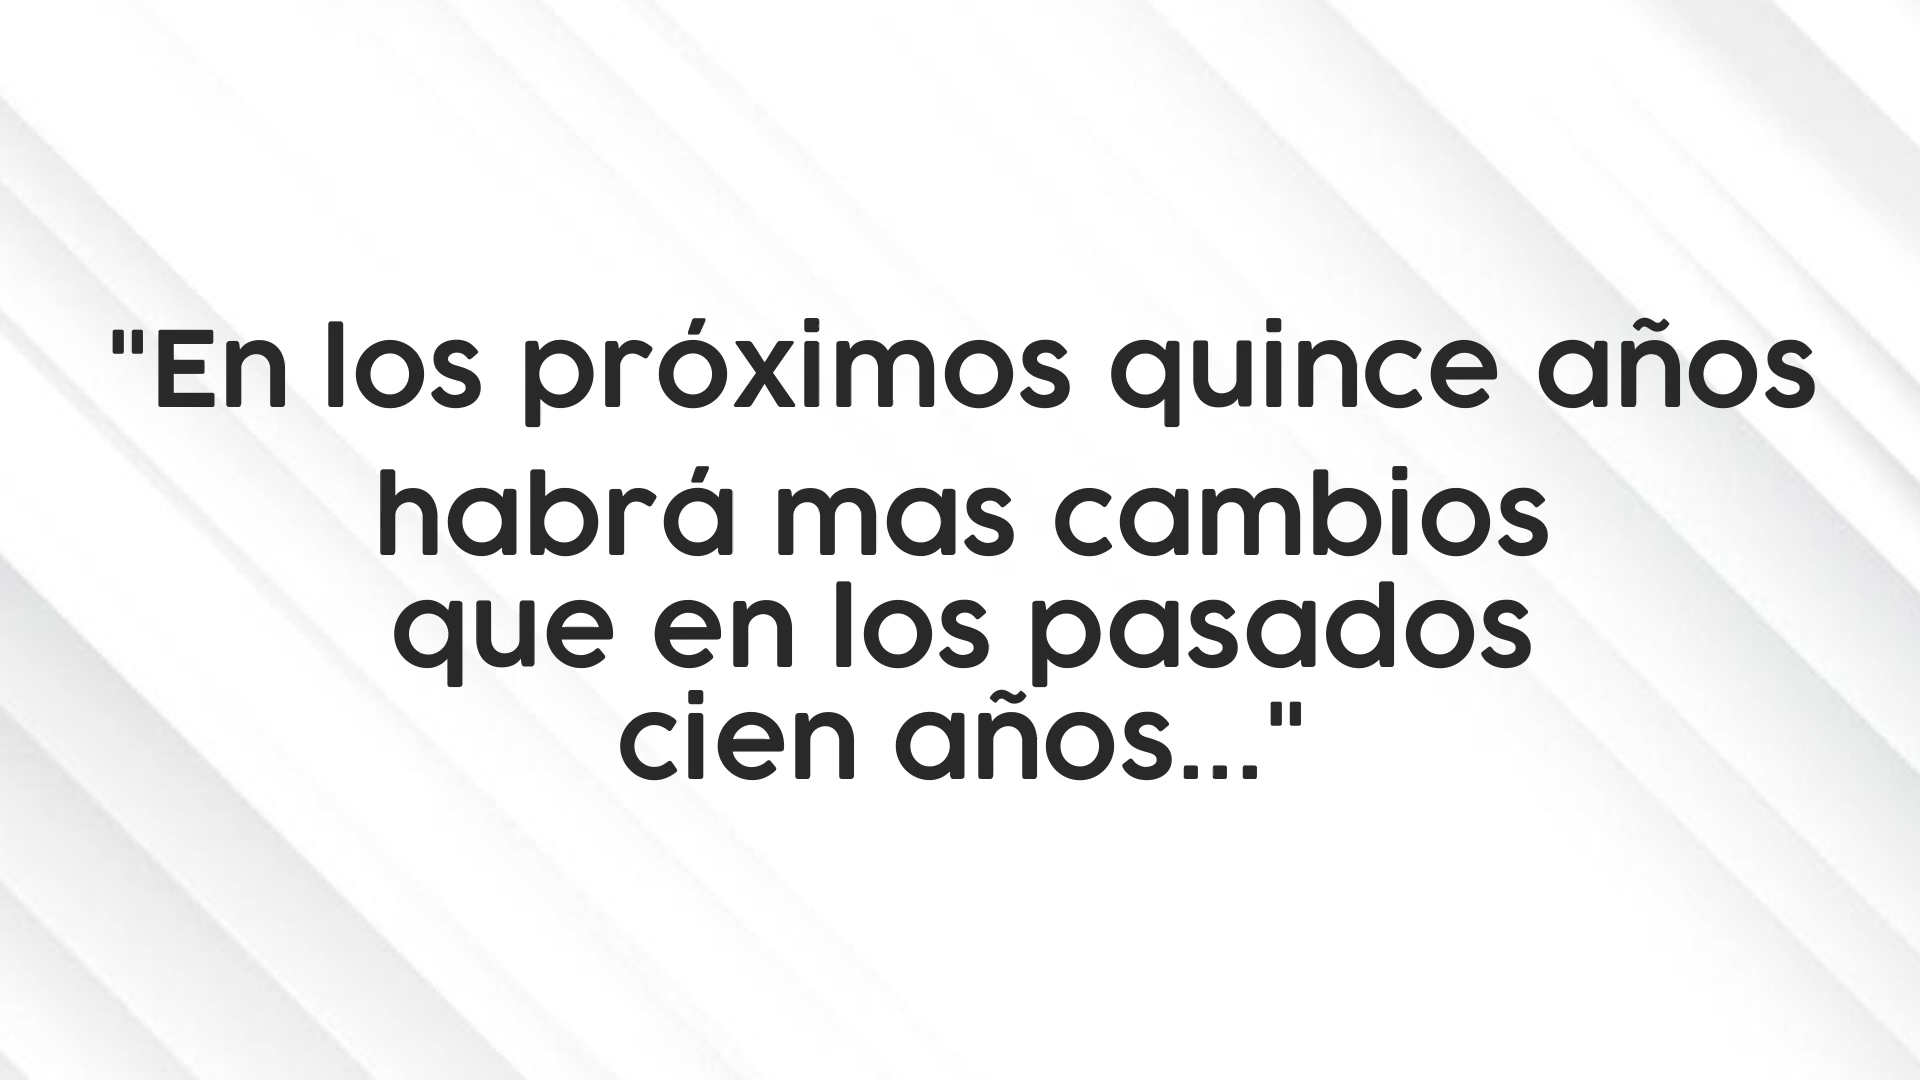 "En los próximos quince años
habrá mas cambios
que en los pasados
cien años..."